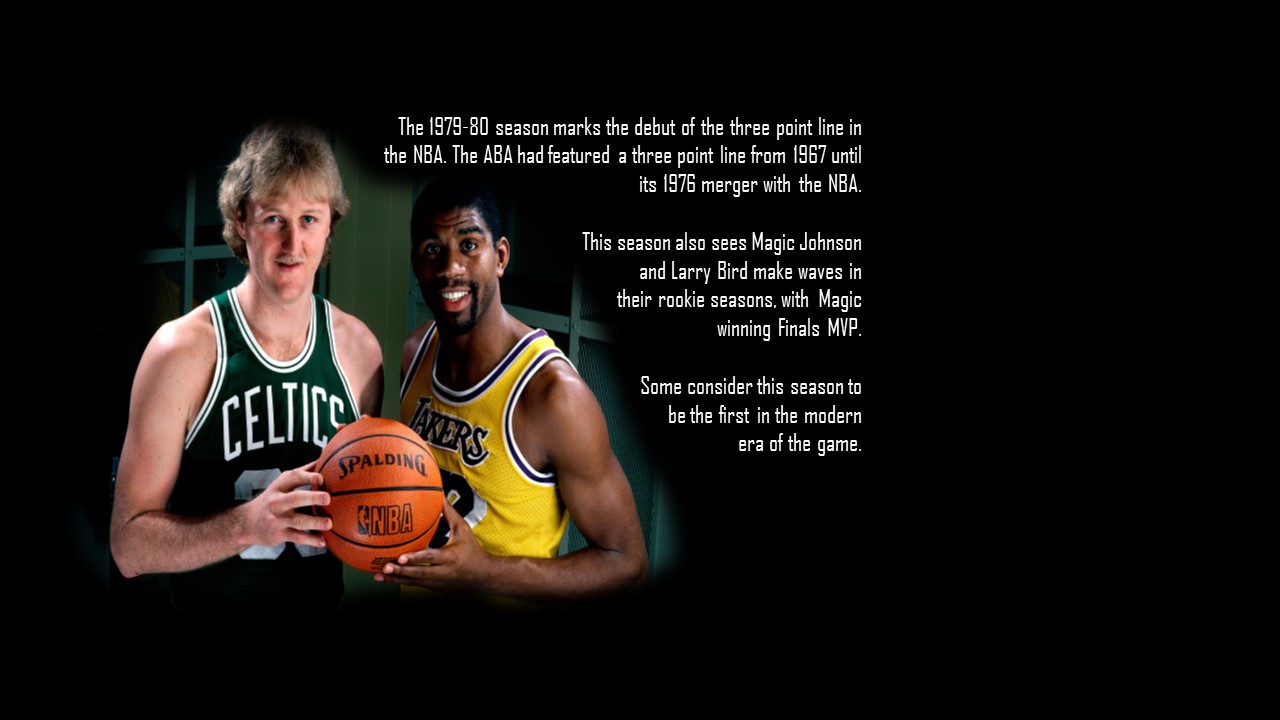 The 1979-80 season marks the debut of the three point line in
the NBA. The ABA had featured a three point line from 1967 until
its 1976 merger with the NBA.
This season also sees Magic Johnson
and Larry Bird make waves in
their rookie seasons, with Magic
winning Finals MVP.
Some consider this season to
be the first in the modern
era of the game.
CELTICS
LAKERS
SPALDING
NBA